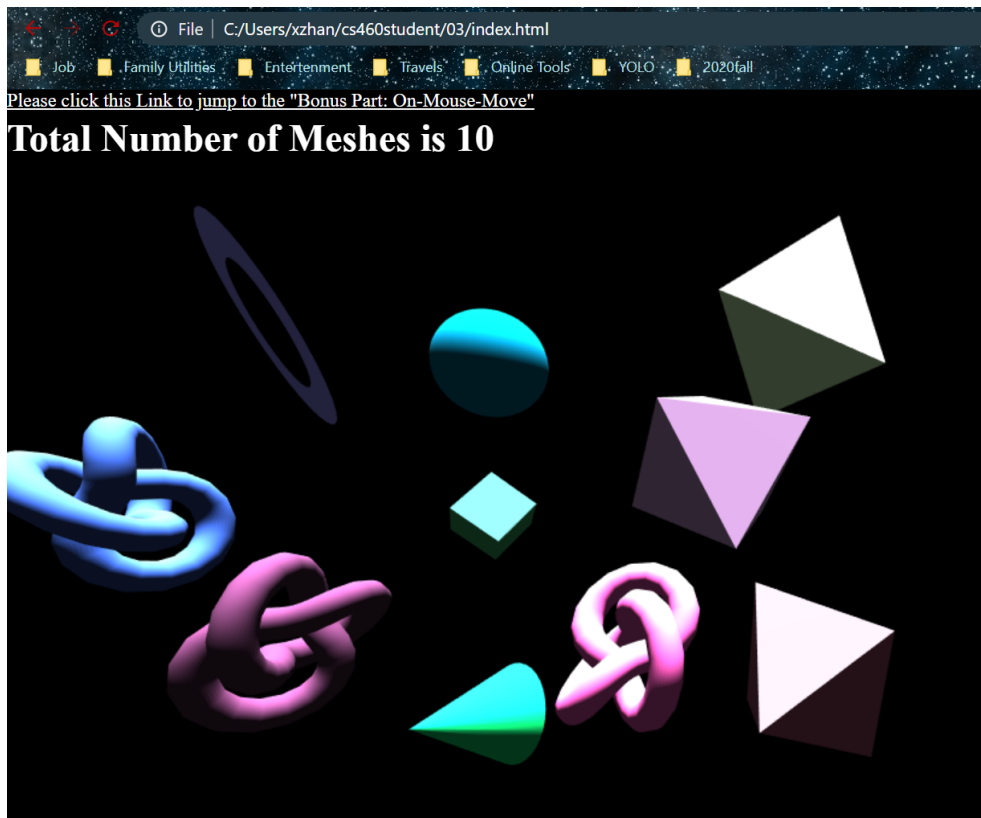 File | C:/Users/xzhan/cs460student/03/index.html
Job Family Utilities Entertenment Travels Online Tools YOLO 2020fall
Please click this Link to jump to the "Bonus Part: On-Mouse-Move"
Total Number of Meshes is 10